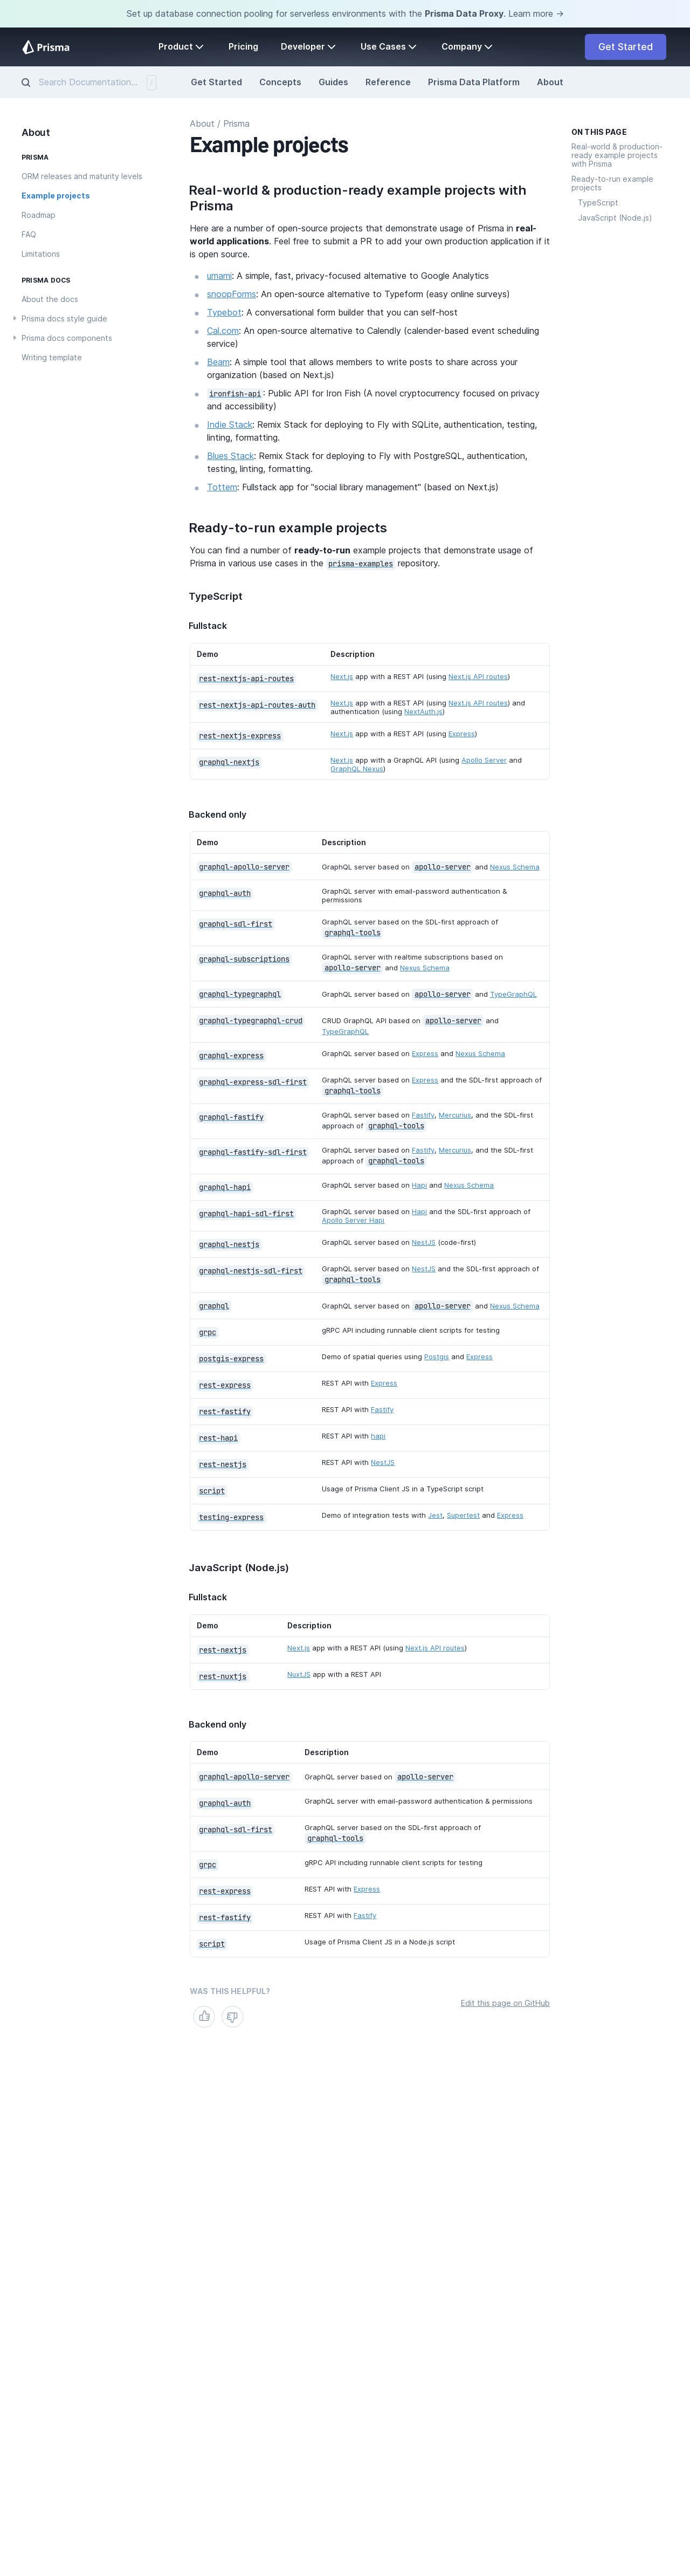 Set up database connection pooling for serverless environments with the Prisma Data Proxy. Learn more →
Prisma
Product
Pricing
Developer
Use Cases
Company
Get Started
Search Documentation... /
Get Started
Concepts
Guides
Reference
Prisma Data Platform
About
About
PRISMA
ORM releases and maturity levels
Example projects
Roadmap
FAQ
Limitations
PRISMA DOCS
About the docs
Prisma docs style guide
Prisma docs components
Writing template
About / Prisma
Example projects
Real-world & production-ready example projects with
Prisma
Here are a number of open-source projects that demonstrate usage of Prisma in real-
world applications. Feel free to submit a PR to add your own production application if it
is open source.
umami: A simple, fast, privacy-focused alternative to Google Analytics
snoopForms: An open-source alternative to Typeform (easy online surveys)
Typebot: A conversational form builder that you can self-host
Cal.com: An open-source alternative to Calendly (calendar-based event scheduling
service)
Beam: A simple tool that allows members to write posts to share across your
organization (based on Next.js)
ironfish-api: Public API for Iron Fish (A novel cryptocurrency focused on privacy
and accessibility)
Indie Stack: Remix Stack for deploying to Fly with SQLite, authentication, testing,
linting, formatting.
Blues Stack: Remix Stack for deploying to Fly with PostgreSQL, authentication,
testing, linting, formatting.
Tottem: Fullstack app for "social library management" (based on Next.js)
Ready-to-run example projects
You can find a number of ready-to-run example projects that demonstrate usage of
Prisma in various use cases in the prisma-examples repository.
TypeScript
Fullstack
Demo Description
rest-nextjs-api-routes Next.js app with a REST API (using Next.js API routes)
rest-nextjs-api-routes-auth Next.js app with a REST API (using Next.js API routes) and
authentication (using NextAuth.js)
rest-nextjs-express Next.js app with a REST API (using Express)
graphql-nextjs Next.js app with a GraphQL API (using Apollo Server and
GraphQL Nexus)
Backend only
Demo Description
graphql-apollo-server GraphQL server based on apollo-server and Nexus Schema
graphql-auth GraphQL server with email-password authentication &
permissions
graphql-sdl-first GraphQL server based on the SDL-first approach of
graphql-tools
graphql-subscriptions GraphQL server with realtime subscriptions based on
apollo-server and Nexus Schema
graphql-typegraphql GraphQL server based on apollo-server and TypeGraphQL
graphql-typegraphql-crud CRUD GraphQL API based on apollo-server and
TypeGraphQL
graphql-express GraphQL server based on Express and Nexus Schema
graphql-express-sdl-first GraphQL server based on Express and the SDL-first approach of
graphql-tools
graphql-fastify GraphQL server based on Fastify, Mercurius, and the SDL-first
approach of graphql-tools
graphql-fastify-sdl-first GraphQL server based on Fastify, Mercurius, and the SDL-first
approach of graphql-tools
graphql-hapi GraphQL server based on Hapi and Nexus Schema
graphql-hapi-sdl-first GraphQL server based on Hapi and the SDL-first approach of
Apollo Server Hapi
graphql-nestjs GraphQL server based on NestJS (code-first)
graphql-nestjs-sdl-first GraphQL server based on NestJS and the SDL-first approach of
graphql-tools
graphql GraphQL server based on apollo-server and Nexus Schema
grpc gRPC API including runnable client scripts for testing
postgis-express Demo of spatial queries using Postgis and Express
rest-express REST API with Express
rest-fastify REST API with Fastify
rest-hapi REST API with hapi
rest-nestjs REST API with NestJS
script Usage of Prisma Client JS in a TypeScript script
testing-express Demo of integration tests with Jest, Supertest and Express
JavaScript (Node.js)
Fullstack
Demo Description
rest-nextjs Next.js app with a REST API (using Next.js API routes)
rest-nuxtjs NuxtJS app with a REST API
Backend only
Demo Description
graphql-apollo-server GraphQL server based on apollo-server
graphql-auth GraphQL server with email-password authentication & permissions
graphql-sdl-first GraphQL server based on the SDL-first approach of
graphql-tools
grpc gRPC API including runnable client scripts for testing
rest-express REST API with Express
rest-fastify REST API with Fastify
script Usage of Prisma Client JS in a Node.js script
WAS THIS HELPFUL?
Edit this page on GitHub
ON THIS PAGE
Real-world & production-
ready example projects
with Prisma
Ready-to-run example
projects
TypeScript
JavaScript (Node.js)